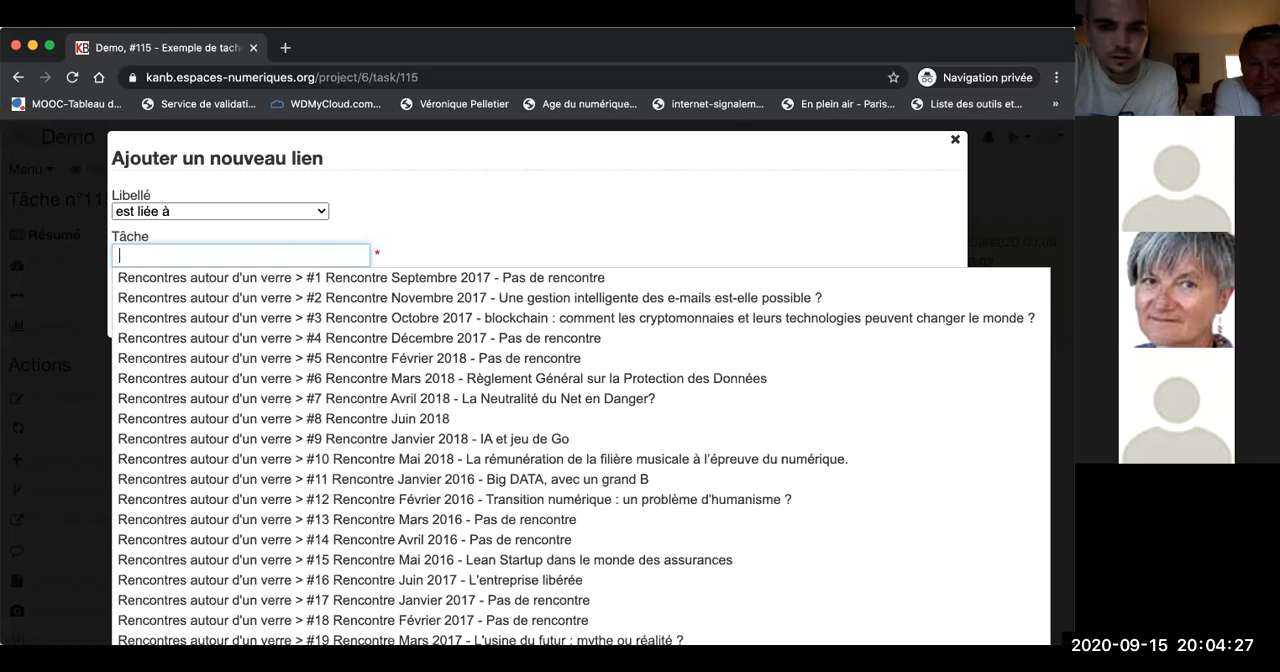 KB Demo, #115 - Exemple de tach
kanb.espaces-numeriques.org/project/6/task/115
Navigation privée
MOOC-Tableau d... Service de validati... WDMyCloud.com... Véronique Pelletier Age du numérique... internet-signalem... En plein air - Paris... Liste des outils et... »
Demo
Menu
Tâche n°11
Résumé
Actions
Ajouter un nouveau lien
Libellé
est liée à
Tâche
*
Rencontres autour d'un verre > #1 Rencontre Septembre 2017 - Pas de rencontre
Rencontres autour d'un verre > #2 Rencontre Novembre 2017 - Une gestion intelligente des e-mails est-elle possible ?
Rencontres autour d'un verre > #3 Rencontre Octobre 2017 - blockchain : comment les cryptomonnaies et leurs technologies peuvent changer le monde ?
Rencontres autour d'un verre > #4 Rencontre Décembre 2017 - Pas de rencontre
Rencontres autour d'un verre > #5 Rencontre Février 2018 - Pas de rencontre
Rencontres autour d'un verre > #6 Rencontre Mars 2018 - Règlement Général sur la Protection des Données
Rencontres autour d'un verre > #7 Rencontre Avril 2018 - La Neutralité du Net en Danger?
Rencontres autour d'un verre > #8 Rencontre Juin 2018
Rencontres autour d'un verre > #9 Rencontre Janvier 2018 - IA et jeu de Go
Rencontres autour d'un verre > #10 Rencontre Mai 2018 - La rémunération de la filière musicale à l'épreuve du numérique.
Rencontres autour d'un verre > #11 Rencontre Janvier 2016 - Big DATA, avec un grand B
Rencontres autour d'un verre > #12 Rencontre Février 2016 - Transition numérique : un problème d'humanisme ?
Rencontres autour d'un verre > #13 Rencontre Mars 2016 - Pas de rencontre
Rencontres autour d'un verre > #14 Rencontre Avril 2016 - Pas de rencontre
Rencontres autour d'un verre > #15 Rencontre Mai 2016 - Lean Startup dans le monde des assurances
Rencontres autour d'un verre > #16 Rencontre Juin 2017 - L'entreprise libérée
Rencontres autour d'un verre > #17 Rencontre Janvier 2017 - Pas de rencontre
Rencontres autour d'un verre > #18 Rencontre Février 2017 - Pas de rencontre
Rencontres autour d'un verre > #19 Rencontre Mars 2017 - L'usine du futur : mythe ou réalité ?
2020-09-15 20:04:27